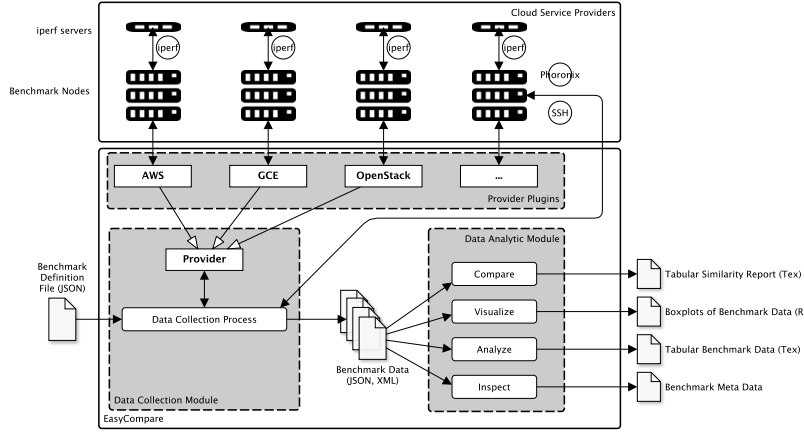 Cloud Service Providers
iperf servers
iperf
iperf
iperf
iperf
Benchmark Nodes
Phoronix
SSH
AWS
GCE
OpenStack
...
Provider Plugins
Data Analytic Module
Provider
Benchmark
Definition
File (JSON)
Data Collection Process
Compare
Visualize
Analyze
Inspect
Tabular Similarity Report (Tex)
Boxplots of Benchmark Data (R
Tabular Benchmark Data (Tex)
Benchmark Meta Data
Benchmark Data
(JSON, XML)
Data Collection Module
EasyCompare